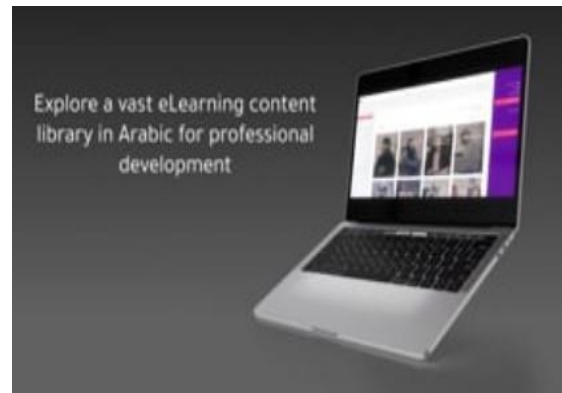 Explore a vast eLearning content
library in Arabic for professional
development